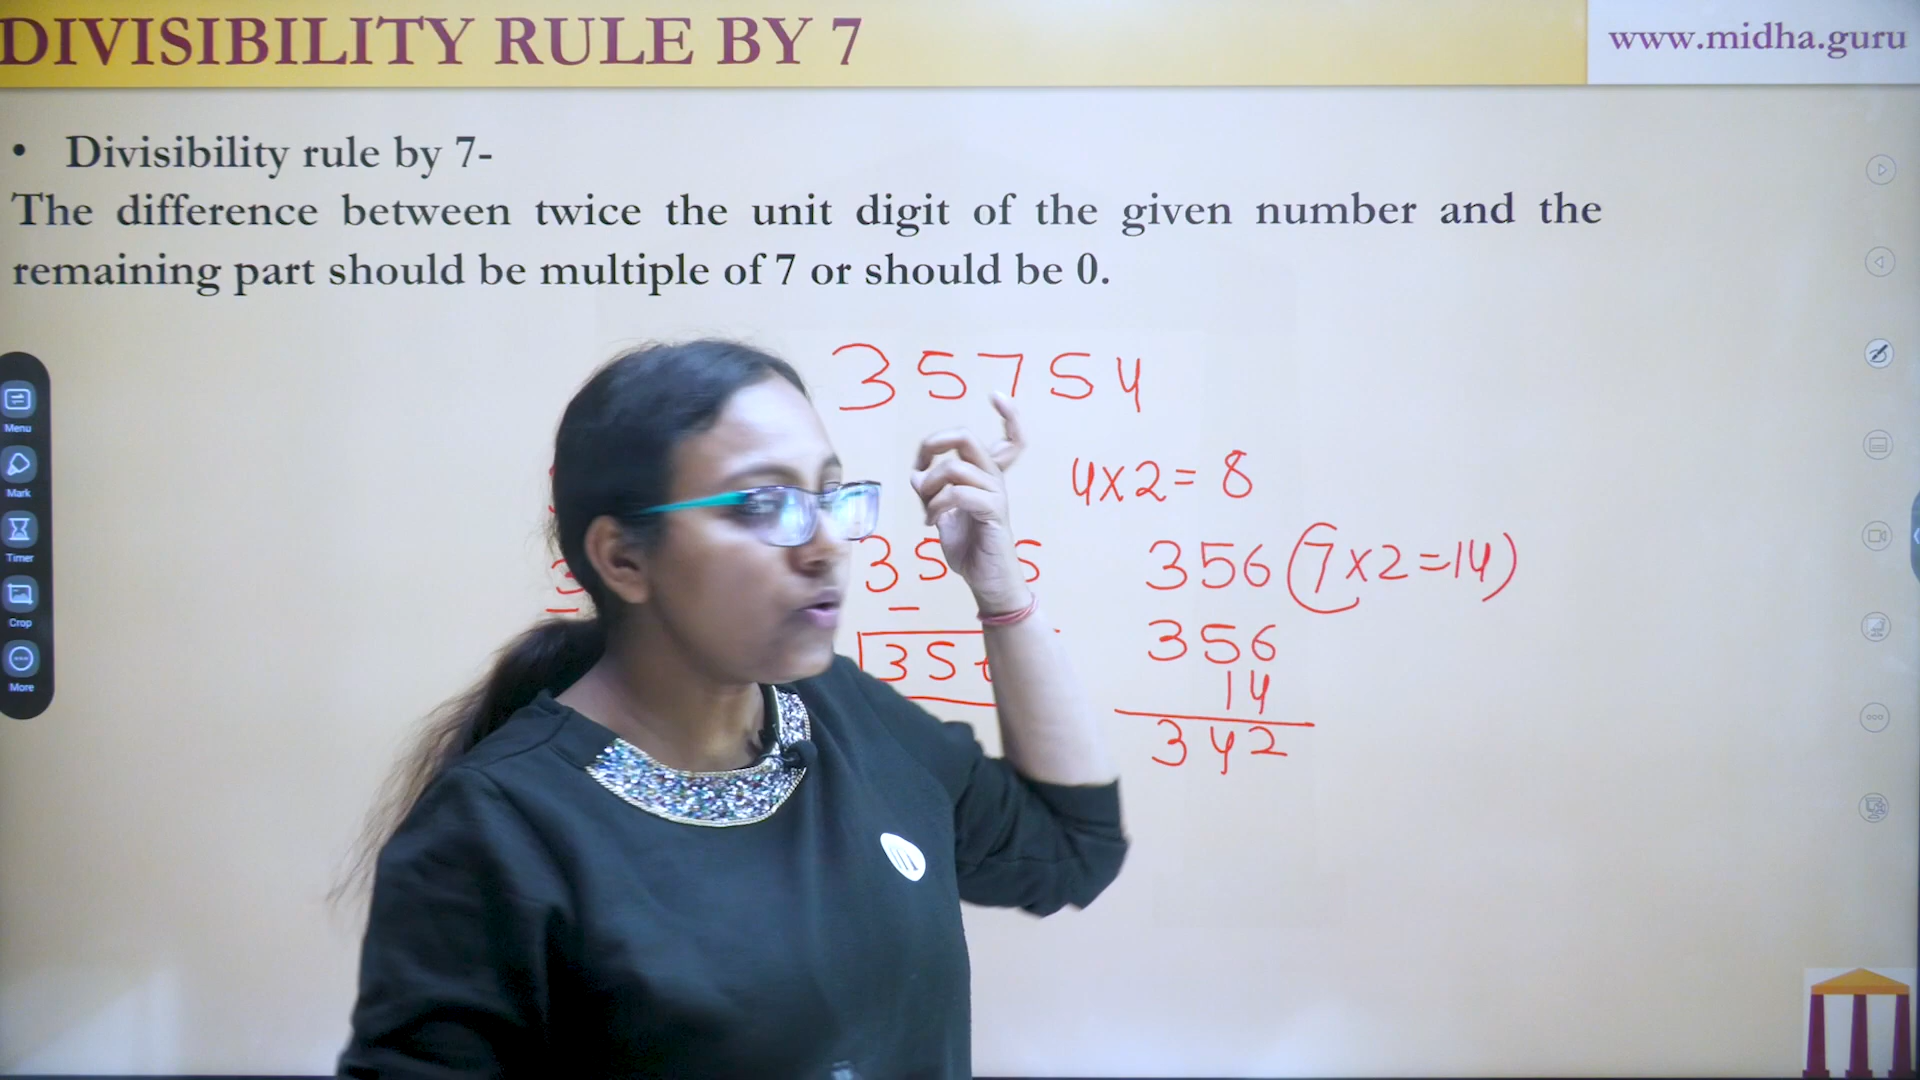 DIVISIBILITY RULE BY 7
www.midha.guru
• Divisibility rule by 7-
The difference between twice the unit digit of the given number and the
remaining part should be multiple of 7 or should be 0.
35754
4x2=8
356(7x2=14)
356
14
342
Menu
Mark
Timer
Crop
More